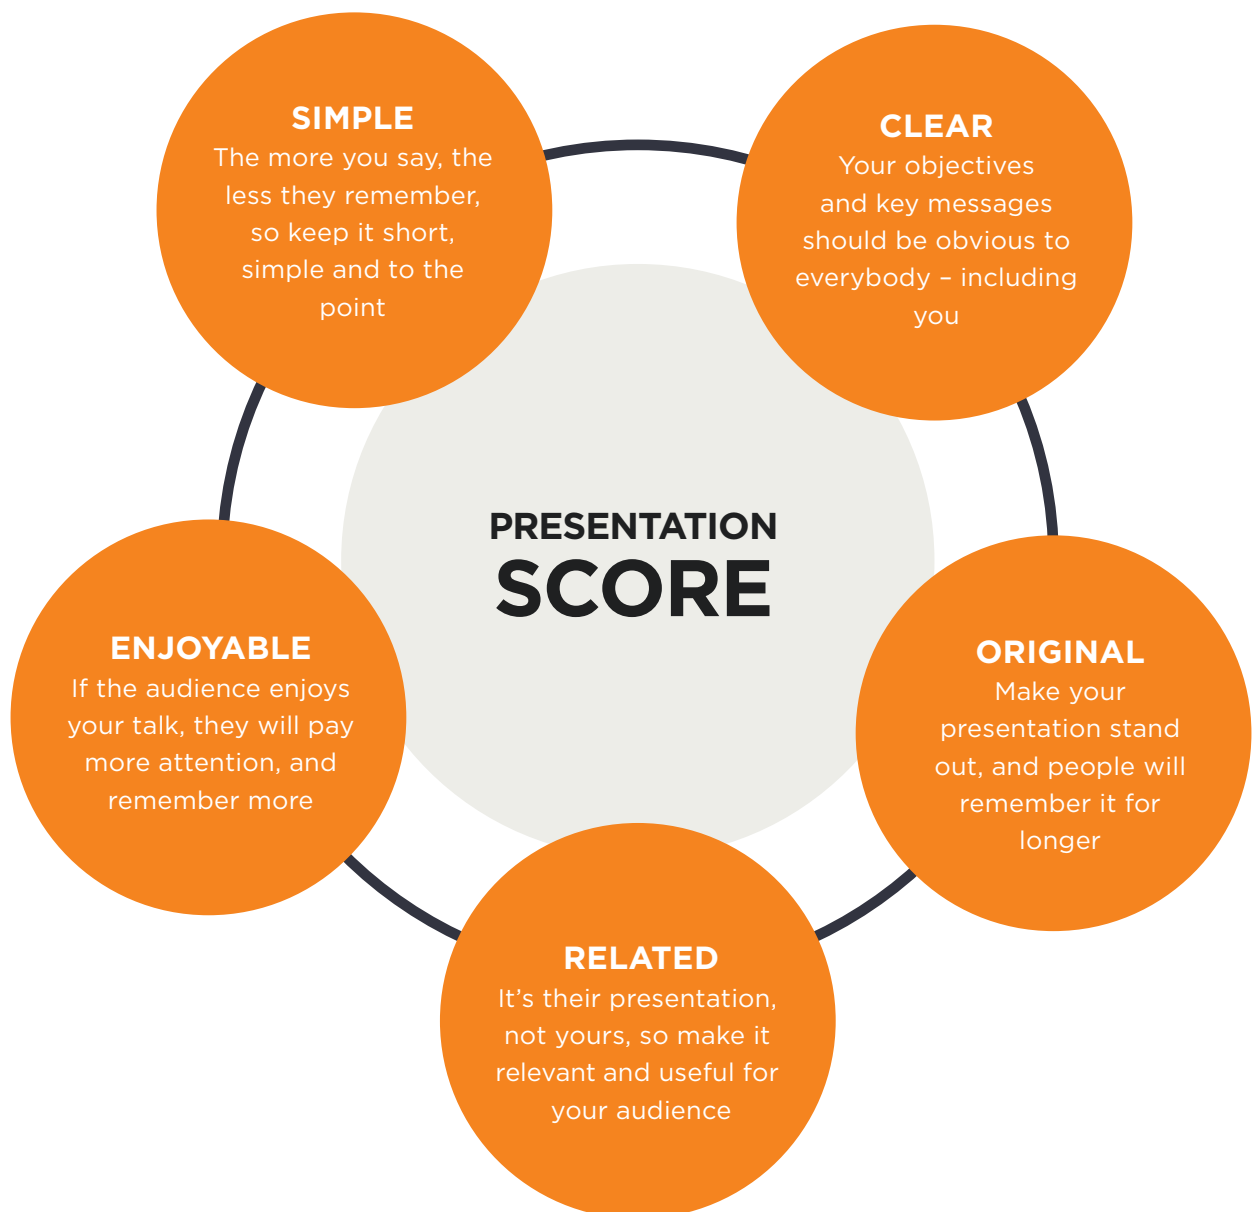 SIMPLE
The more you say, the
less they remember,
so keep it short,
simple and to the
point
CLEAR
Your objectives
and key messages
should be obvious to
everybody – including
you
PRESENTATION
SCORE
ORIGINAL
Make your
presentation stand
out, and people will
remember it for
longer
RELATED
It’s their presentation,
not yours, so make it
relevant and useful for
your audience
ENJOYABLE
If the audience enjoys
your talk, they will pay
more attention, and
remember more